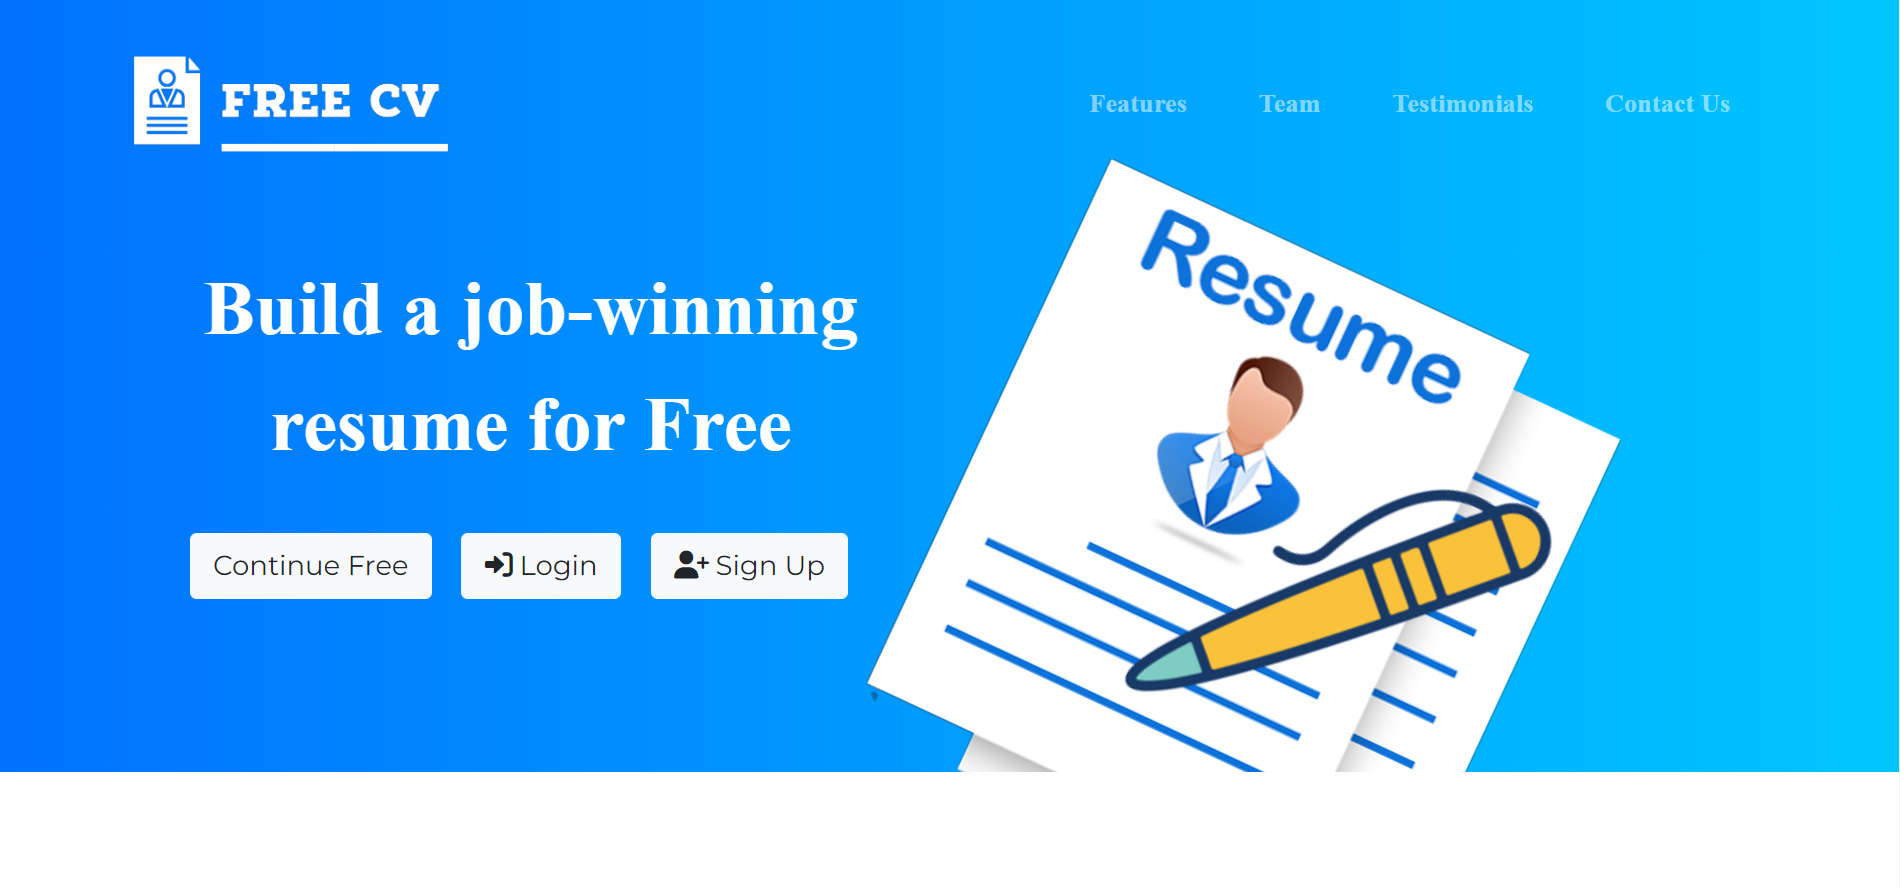 FREE CV
Features
Team
Testimonials
Contact Us
Resume
Build a job-winning
resume for Free
Continue Free
Login
Sign Up